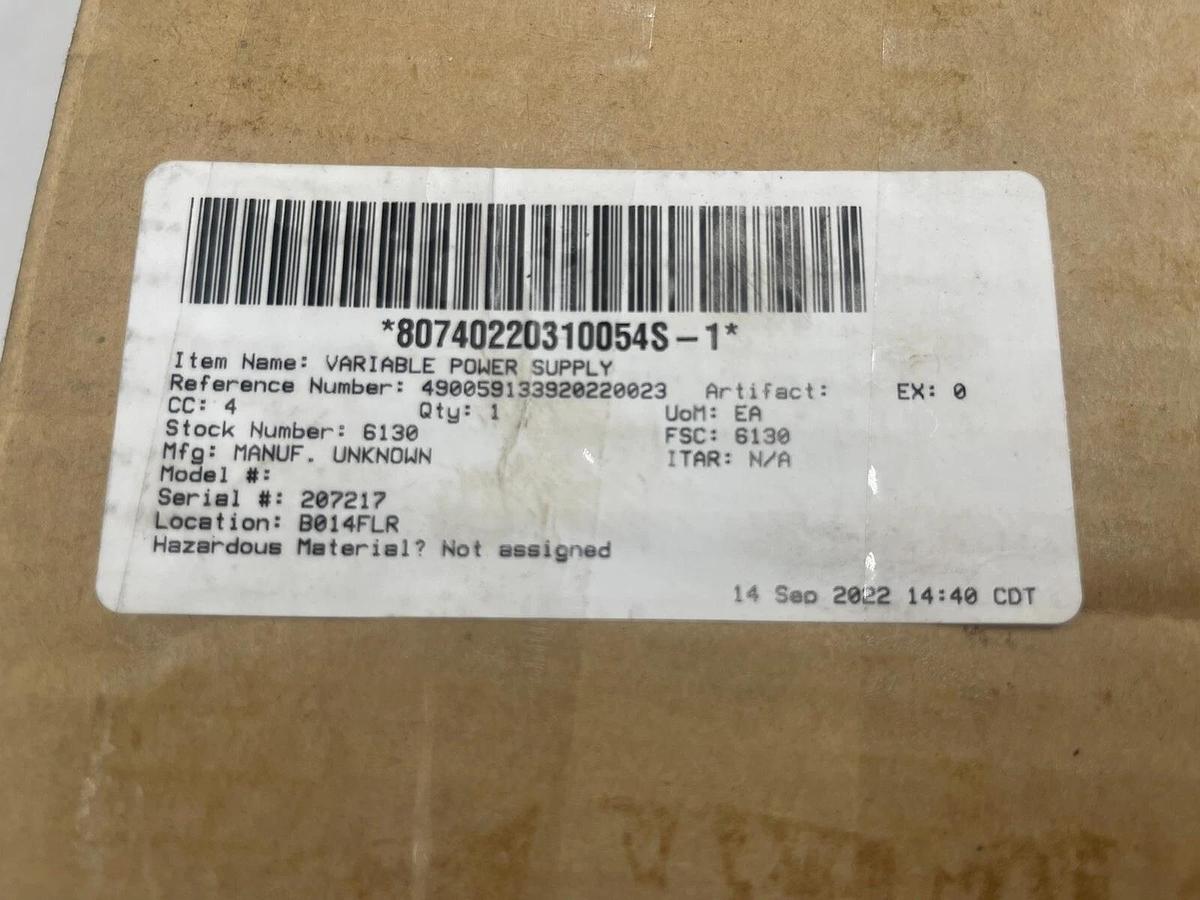 *80740220310054S-1*
Item Name: VARIABLE POWER SUPPLY
Reference Number: 490059133920220023 Artifact: EX: 0
CC: 4 Qty: 1 UoM: EA
Stock Number: 6130 FSC: 6130
Mfg: MANUF. UNKNOWN ITAR: N/A
Model #:
Serial #: 207217
Location: B014FLR
Hazardous Material? Not assigned
14 Sep 2022 14:40 CDT